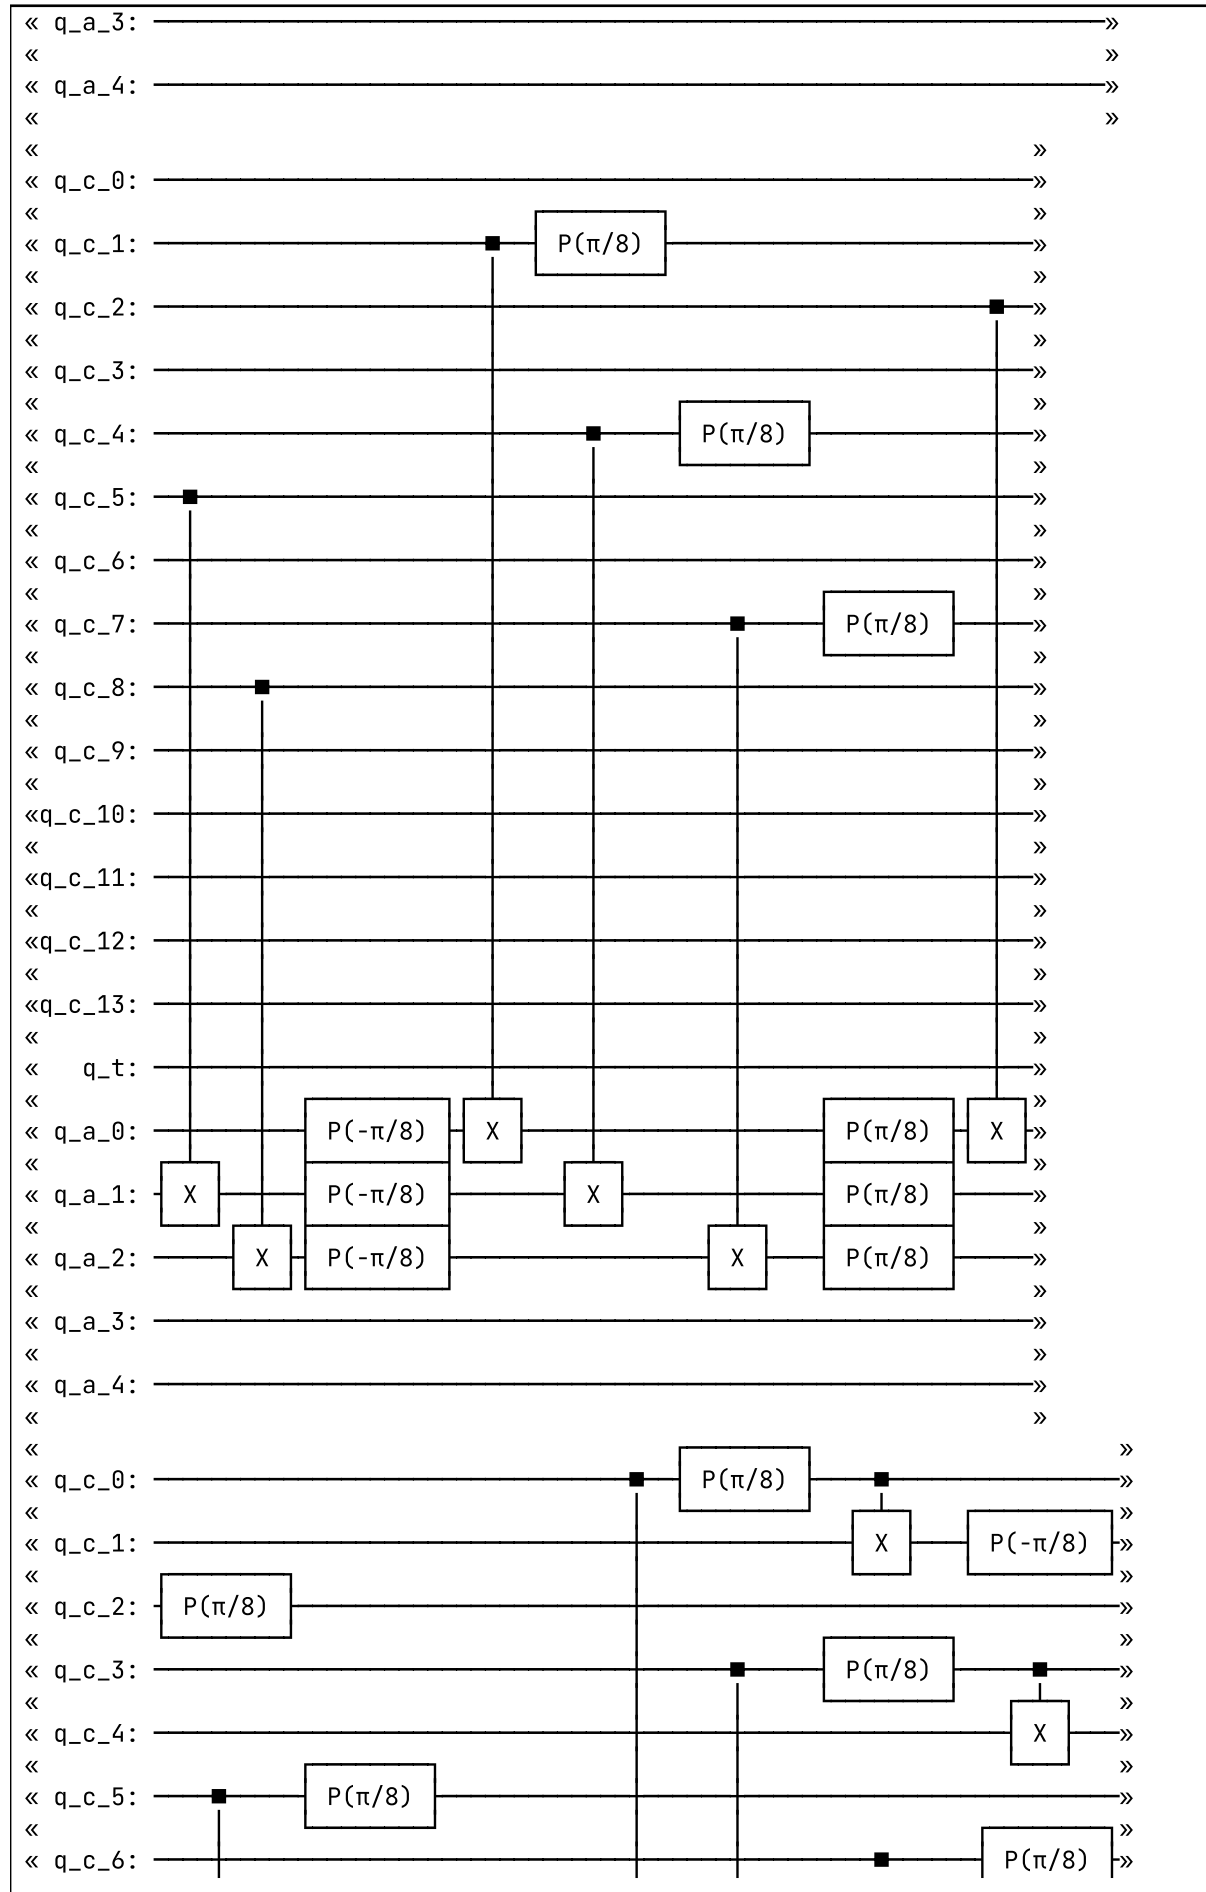 « q_a_3: »
« »
« q_a_4: »
« »
« »
« q_c_0: »
« »
« q_c_1: P(π/8) »
« »
« q_c_2: »
« »
« q_c_3: »
« »
« q_c_4: P(π/8) »
« »
« q_c_5: »
« »
« q_c_6: »
« »
« q_c_7: P(π/8) »
« »
« q_c_8: »
« »
« q_c_9: »
« »
«q_c_10: »
« »
«q_c_11: »
« »
«q_c_12: »
« »
«q_c_13: »
« »
« q_t: »
« »
« q_a_0: P(-π/8) X P(π/8) X »
« »
« q_a_1: X P(-π/8) X P(π/8) »
« »
« q_a_2: X P(-π/8) X P(π/8) »
« »
« q_a_3: »
« »
« q_a_4: »
« »
« »
« q_c_0: P(π/8) »
« »
« q_c_1: X P(-π/8) »
« »
« q_c_2: P(π/8) »
« »
« q_c_3: P(π/8) »
« »
« q_c_4: X »
« »
« q_c_5: P(π/8) »
« »
« q_c_6: P(π/8) »